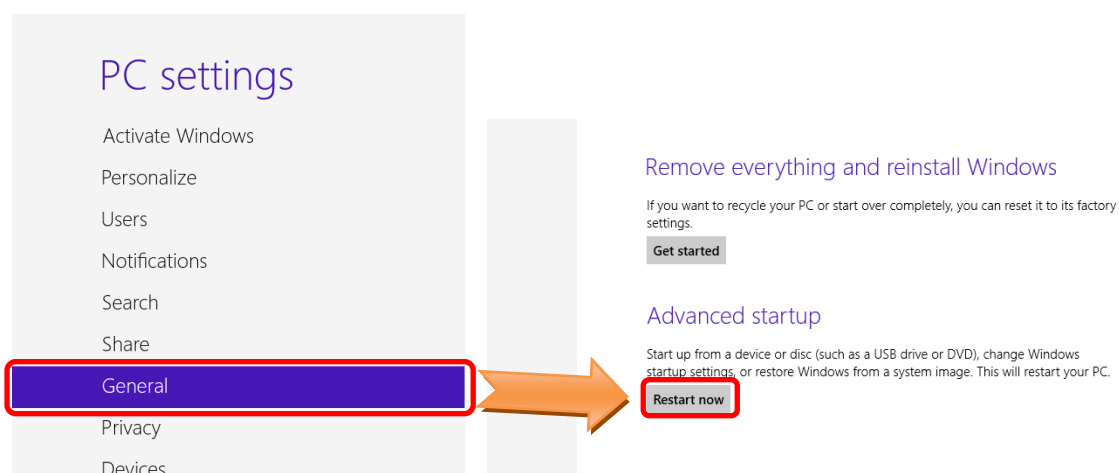 PC settings
Activate Windows
Personalize
Users
Notifications
Search
Share
General
Privacy
Devices
Remove everything and reinstall Windows
If you want to recycle your PC or start over completely, you can reset it to its factory
settings.
Get started
Advanced startup
Start up from a device or disc (such as a USB drive or DVD), change Windows
startup settings, or restore Windows from a system image. This will restart your PC.
Restart now